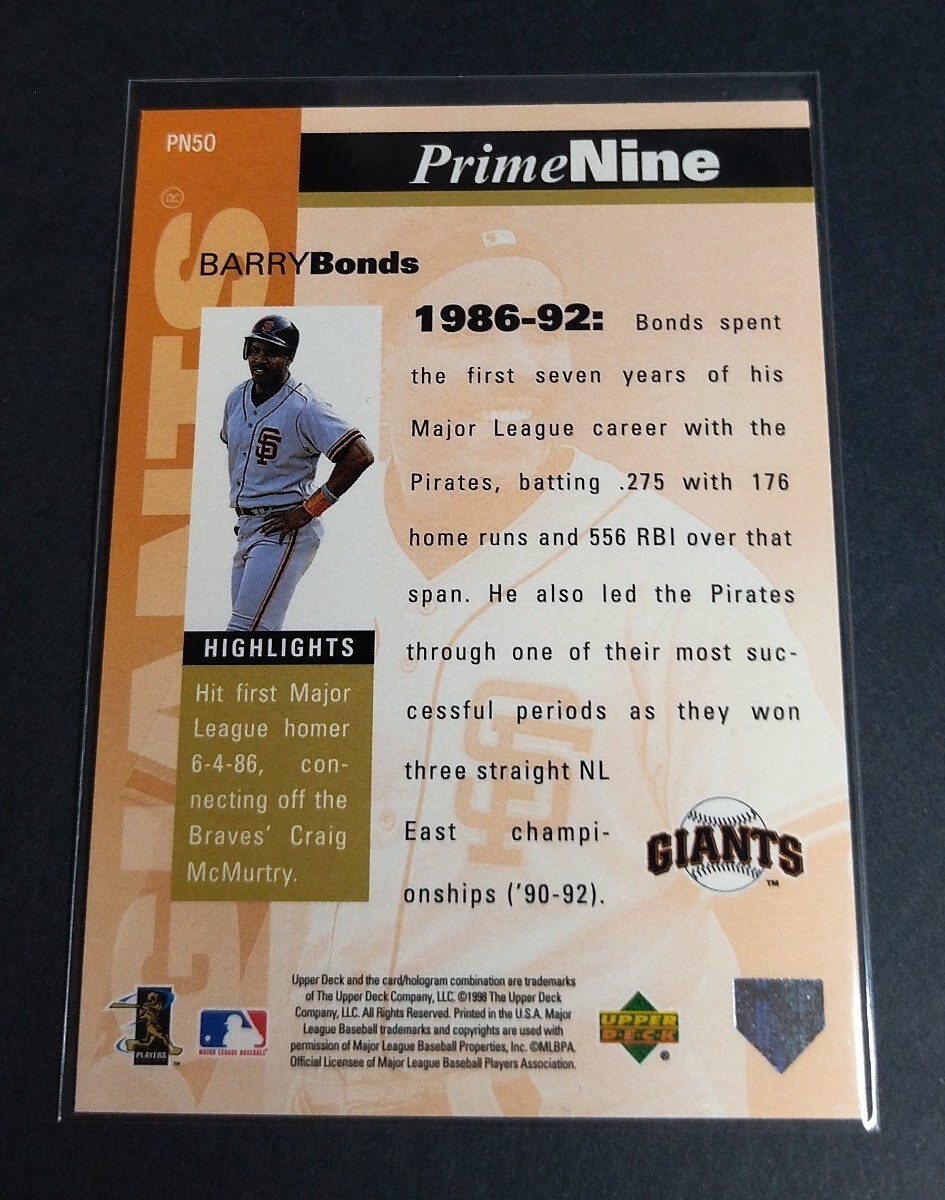 PN50
PrimeNine
GIANTS®
BARRYBonds
1986-92: Bonds spent
the first seven years of his
Major League career with the
Pirates, batting .275 with 176
home runs and 556 RBI over that
span. He also led the Pirates
through one of their most suc-
cessful periods as they won
three straight NL
East champi-
onships ('90-92).
SF
HIGHLIGHTS
Hit first Major
League homer
6-4-86, con-
necting off the
Braves' Craig
McMurtry.
GIANTS™
Upper Deck and the card/hologram combination are trademarks
of The Upper Deck Company, LLC. ©1998 The Upper Deck
Company, LLC. All Rights Reserved. Printed in the U.S.A. Major
League Baseball trademarks and copyrights are used with
permission of Major League Baseball Properties, Inc. ©MLBPA
Official Licensee of Major League Baseball Players Association.
PLAYERS™
MAJOR LEAGUE BASEBALL
UPPER
DECK®